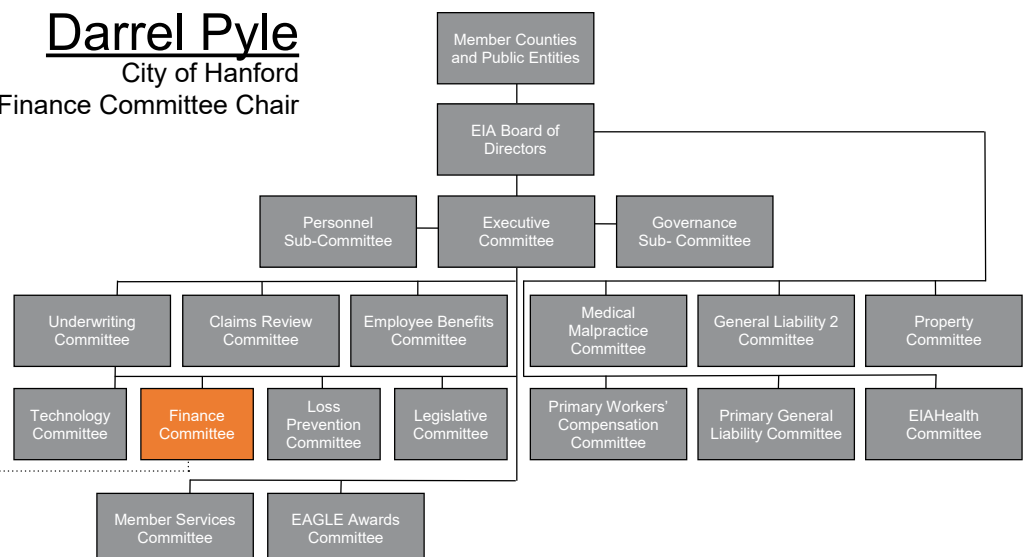 Darrel Pyle
City of Hanford
Finance Committee Chair
Member Counties
and Public Entities
EIA Board of
Directors
Personnel
Sub-Committee
Executive
Committee
Governance
Sub- Committee
Underwriting
Committee
Claims Review
Committee
Employee Benefits
Committee
Medical
Malpractice
Committee
General Liability 2
Committee
Property
Committee
Technology
Committee
Finance
Committee
Loss
Prevention
Committee
Legislative
Committee
Primary Workers'
Compensation
Committee
Primary General
Liability Committee
EIAHealth
Committee
Member Services
Committee
EAGLE Awards
Committee